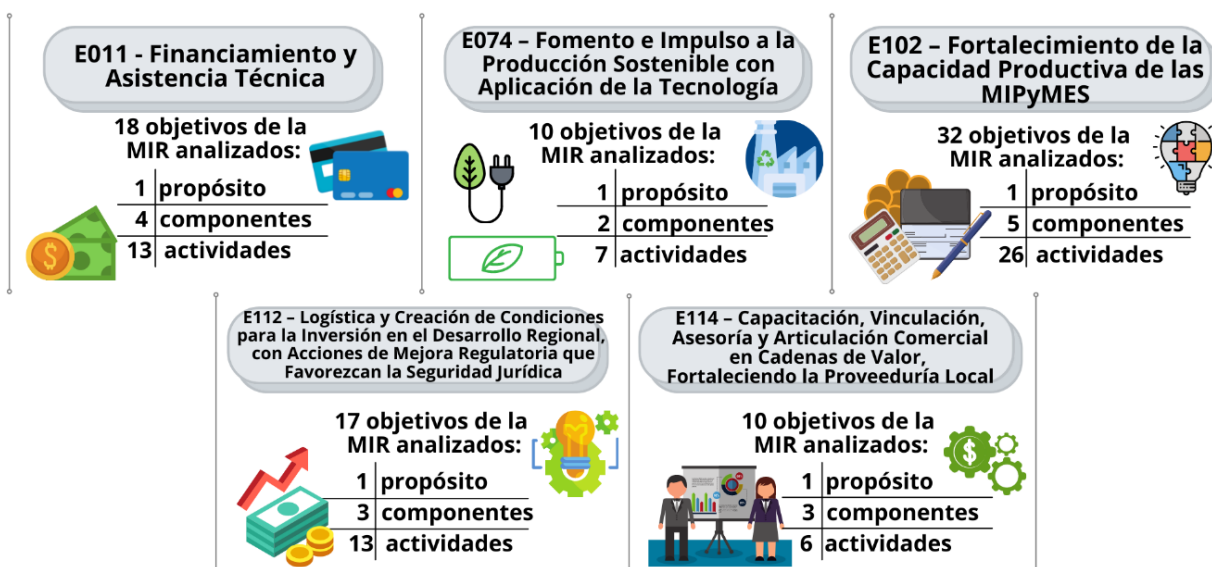 E011 - Financiamiento y
Asistencia Técnica
18 objetivos de la
MIR analizados:
1 propósito
4 componentes
13 actividades
E074 – Fomento e Impulso a la
Producción Sostenible con
Aplicación de la Tecnología
10 objetivos de la
MIR analizados:
1 propósito
2 componentes
7 actividades
E102 – Fortalecimiento de la
Capacidad Productiva de las
MIPyMES
32 objetivos de la
MIR analizados:
1 propósito
5 componentes
26 actividades
E112 – Logística y Creación de Condiciones
para la Inversión en el Desarrollo Regional,
con Acciones de Mejora Regulatoria que
Favorezcan la Seguridad Jurídica
17 objetivos de la
MIR analizados:
1 propósito
3 componentes
13 actividades
E114 – Capacitación, Vinculación,
Asesoría y Articulación Comercial
en Cadenas de Valor,
Fortaleciendo la Proveeduría Local
10 objetivos de la
MIR analizados:
1 propósito
3 componentes
6 actividades